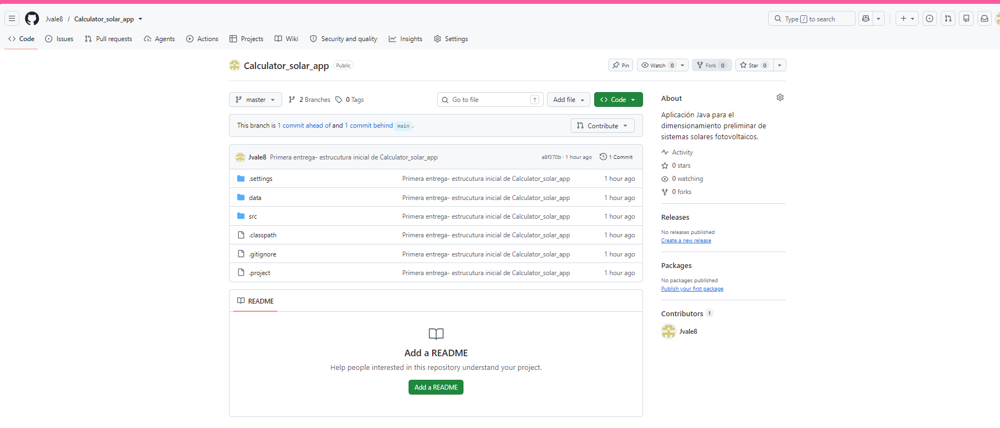 Jvale8 / Calculator_solar_app
Type / to search
Code Issues Pull requests Agents Actions Projects Wiki Security and quality Insights Settings
Calculator_solar_app Public
Pin Watch 0 Fork 0 Star 0
master 2 Branches 0 Tags Go to file T Add file Code
This branch is 1 commit ahead of and 1 commit behind main .
Contribute
Jvale8 Primera entrega- estrucutura inicial de Calculator_solar_app a8f370b · 1 hour ago 1 Commit
.settings Primera entrega- estrucutura inicial de Calculator_solar_app 1 hour ago
data Primera entrega- estrucutura inicial de Calculator_solar_app 1 hour ago
src Primera entrega- estrucutura inicial de Calculator_solar_app 1 hour ago
.classpath Primera entrega- estrucutura inicial de Calculator_solar_app 1 hour ago
.gitignore Primera entrega- estrucutura inicial de Calculator_solar_app 1 hour ago
.project Primera entrega- estrucutura inicial de Calculator_solar_app 1 hour ago
README
Add a README
Help people interested in this repository understand your project.
Add a README
About
Aplicación Java para el
dimensionamiento preliminar de
sistemas solares fotovoltaicos.
Activity
0 stars
0 watching
0 forks
Releases
No releases published
Create a new release
Packages
No packages published
Publish your first package
Contributors 1
Jvale8